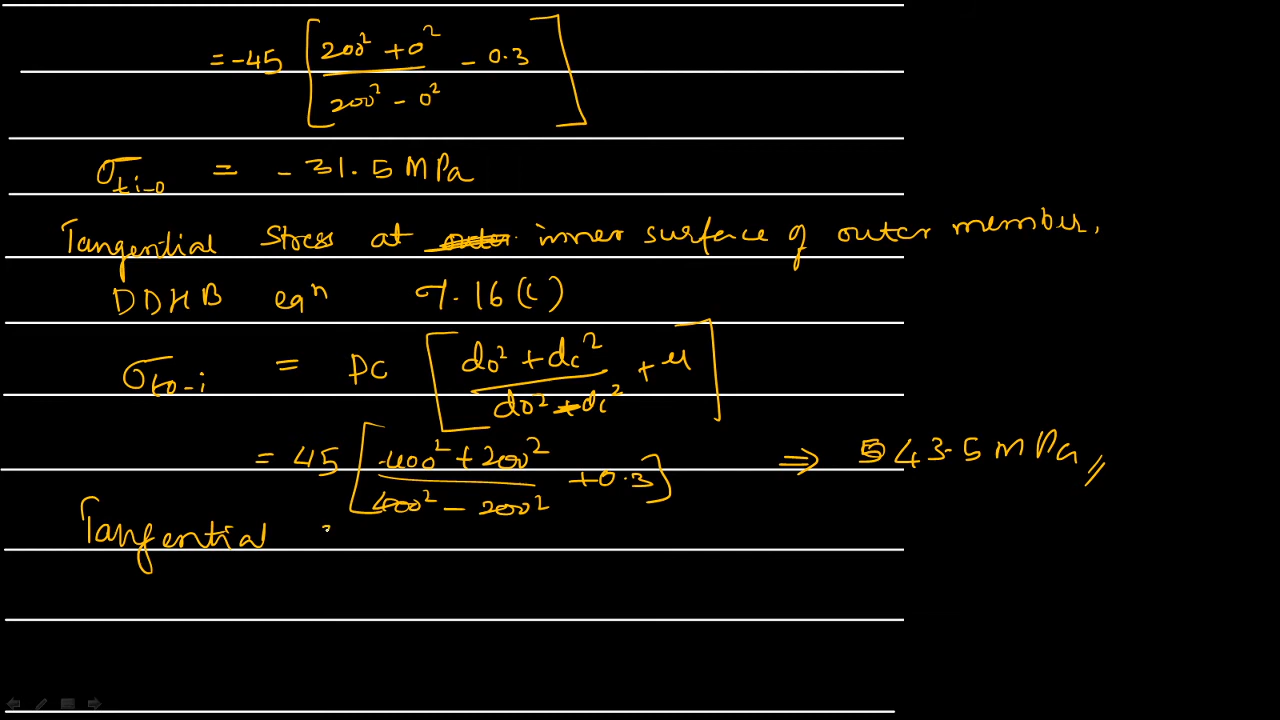 = -45 [ (200² + 0²) / (200² - 0²) - 0.3 ]
σti-o = - 31.5 MPa
Tangential stress at inner surface of outer member.
DDHB eqⁿ 9.16(c)
σto-i = Pc [ (do² + dc²) / (do² - dc²) + μ ]
= 45 [ (400² + 200²) / (400² - 200²) + 0.3 ] ⇒ 543.5 MPa //
Tangential